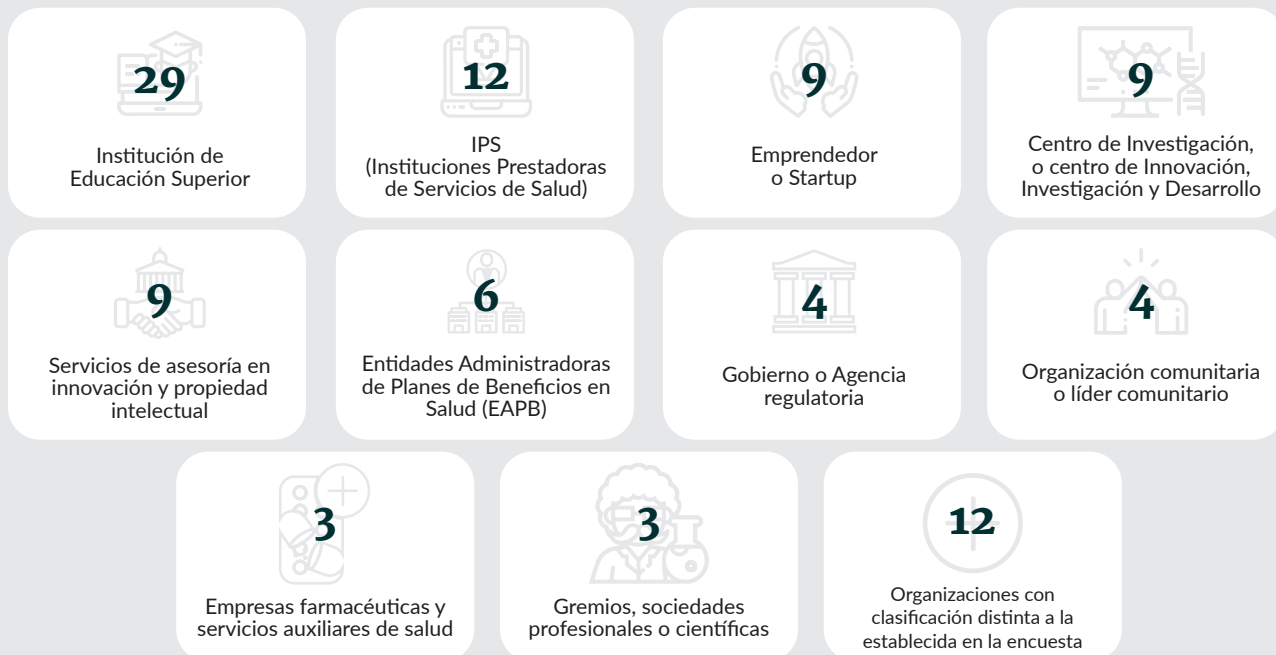 29
Institución de
Educación Superior
12
IPS
(Instituciones Prestadoras
de Servicios de Salud)
9
Emprendedor
o Startup
9
Centro de Investigación,
o centro de Innovación,
Investigación y Desarrollo
9
Servicios de asesoría en
innovación y propiedad
intelectual
6
Entidades Administradoras
de Planes de Beneficios en
Salud (EAPB)
4
Gobierno o Agencia
regulatoria
4
Organización comunitaria
o líder comunitario
3
Empresas farmacéuticas y
servicios auxiliares de salud
3
Gremios, sociedades
profesionales o científicas
12
Organizaciones con
clasificación distinta a la
establecida en la encuesta